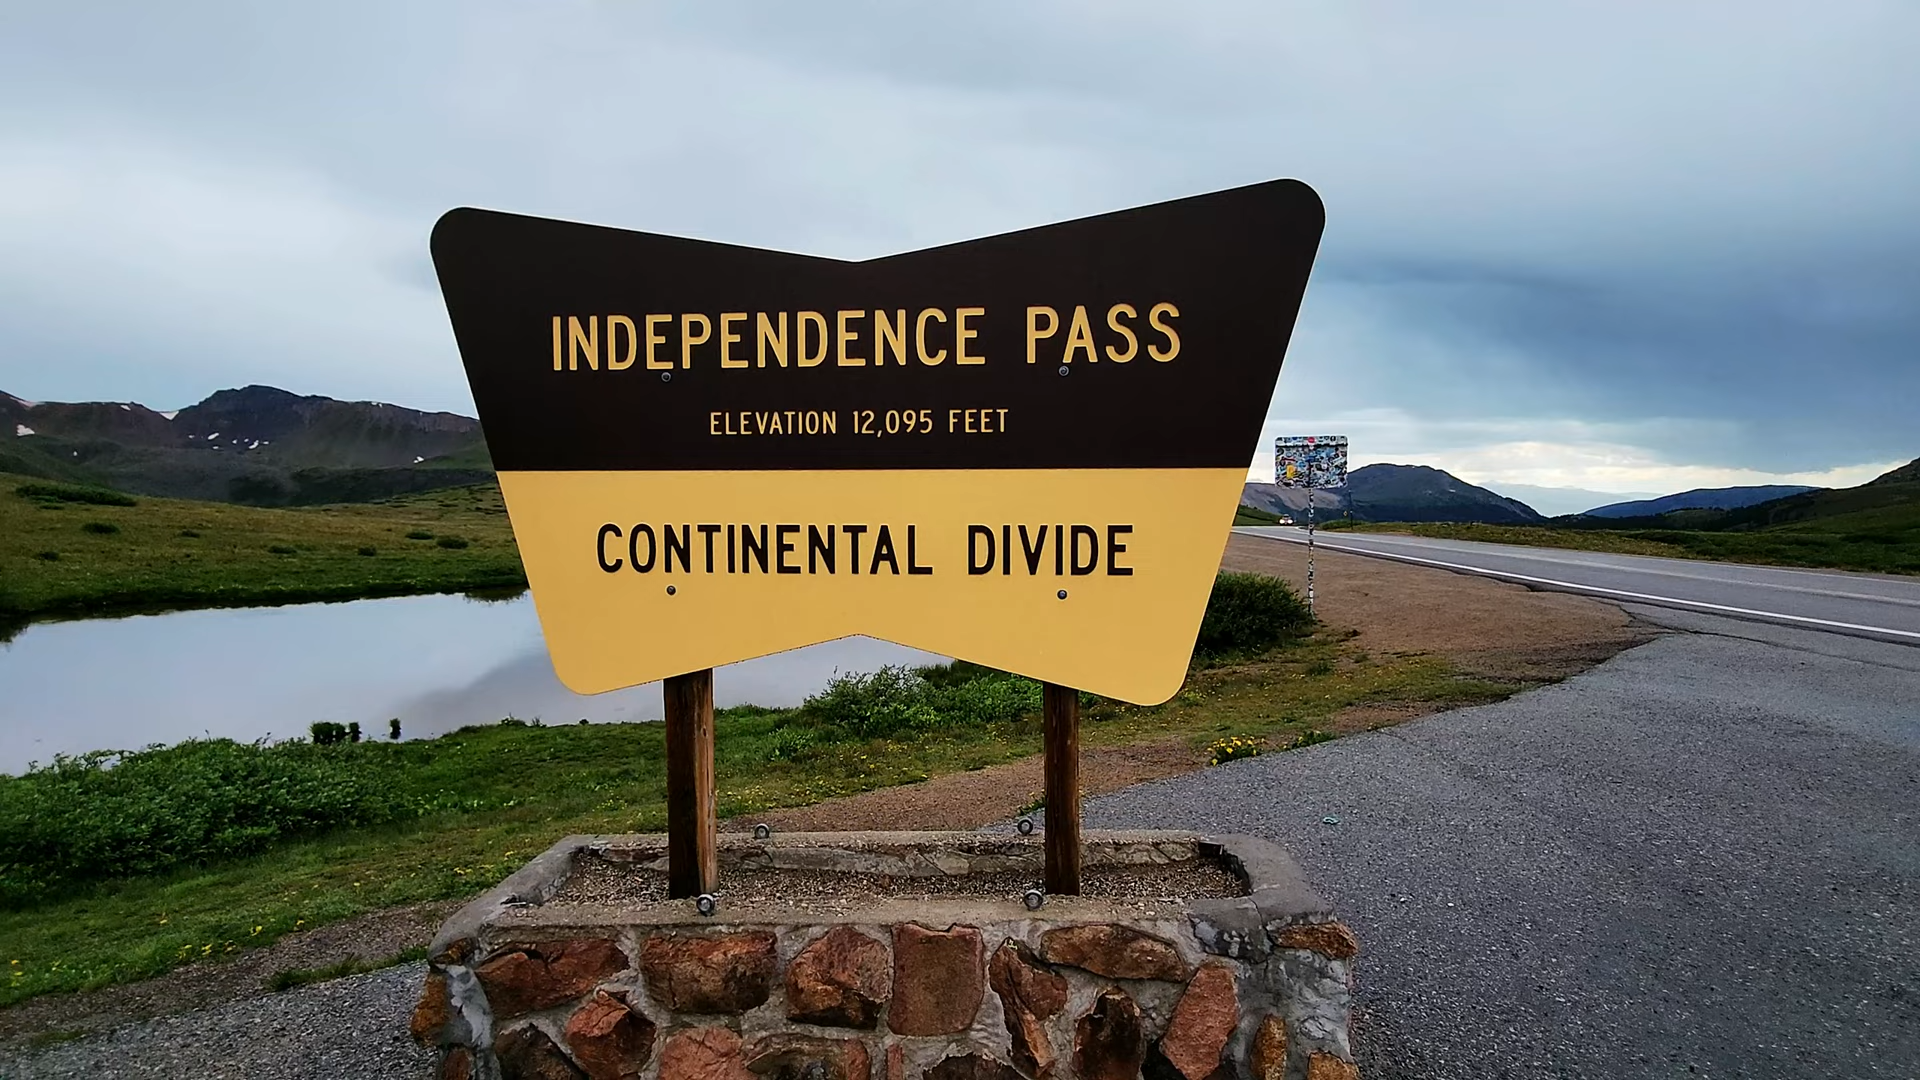 INDEPENDENCE PASS
ELEVATION 12,095 FEET
CONTINENTAL DIVIDE